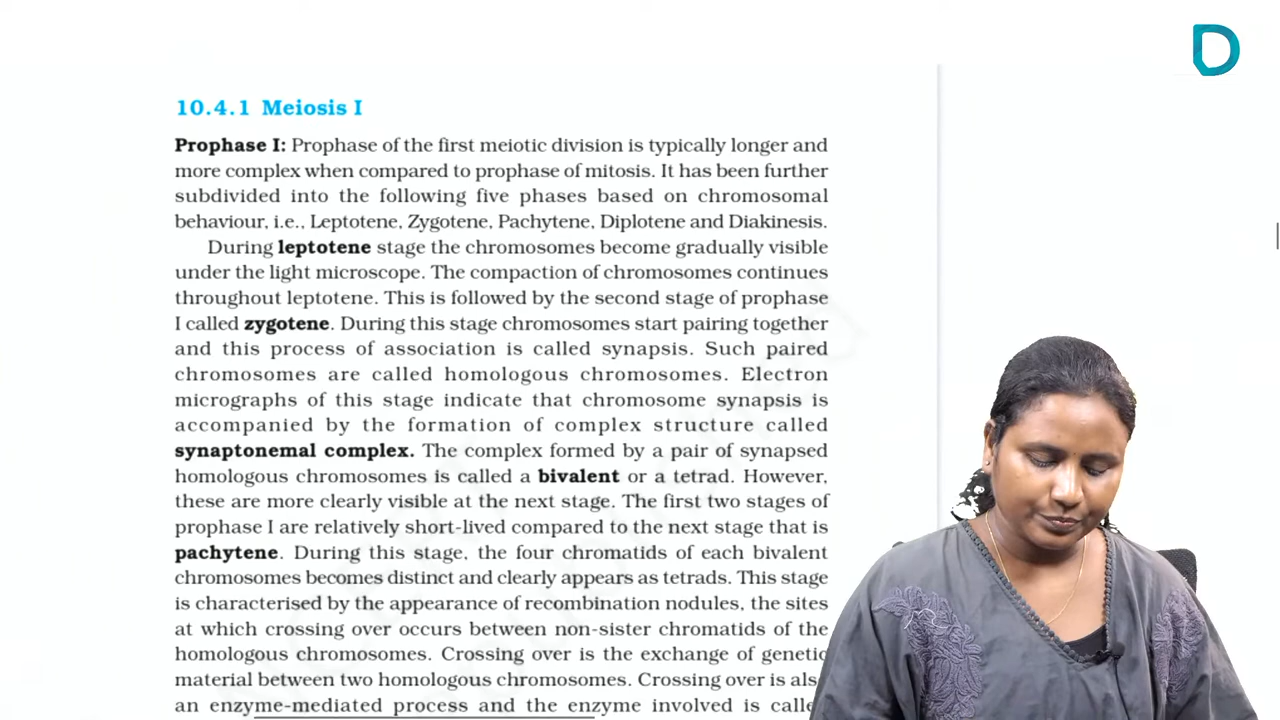 D
10.4.1 Meiosis I
Prophase I: Prophase of the first meiotic division is typically longer and
more complex when compared to prophase of mitosis. It has been further
subdivided into the following five phases based on chromosomal
behaviour, i.e., Leptotene, Zygotene, Pachytene, Diplotene and Diakinesis.
During leptotene stage the chromosomes become gradually visible
under the light microscope. The compaction of chromosomes continues
throughout leptotene. This is followed by the second stage of prophase
I called zygotene. During this stage chromosomes start pairing together
and this process of association is called synapsis. Such paired
chromosomes are called homologous chromosomes. Electron
micrographs of this stage indicate that chromosome synapsis is
accompanied by the formation of complex structure called
synaptonemal complex. The complex formed by a pair of synapsed
homologous chromosomes is called a bivalent or a tetrad. However,
these are more clearly visible at the next stage. The first two stages of
prophase I are relatively short-lived compared to the next stage that is
pachytene. During this stage, the four chromatids of each bivalent
chromosomes becomes distinct and clearly appears as tetrads. This stage
is characterised by the appearance of recombination nodules, the sites
at which crossing over occurs between non-sister chromatids of the
homologous chromosomes. Crossing over is the exchange of genetic
material between two homologous chromosomes. Crossing over is also
an enzyme-mediated process and the enzyme involved is called